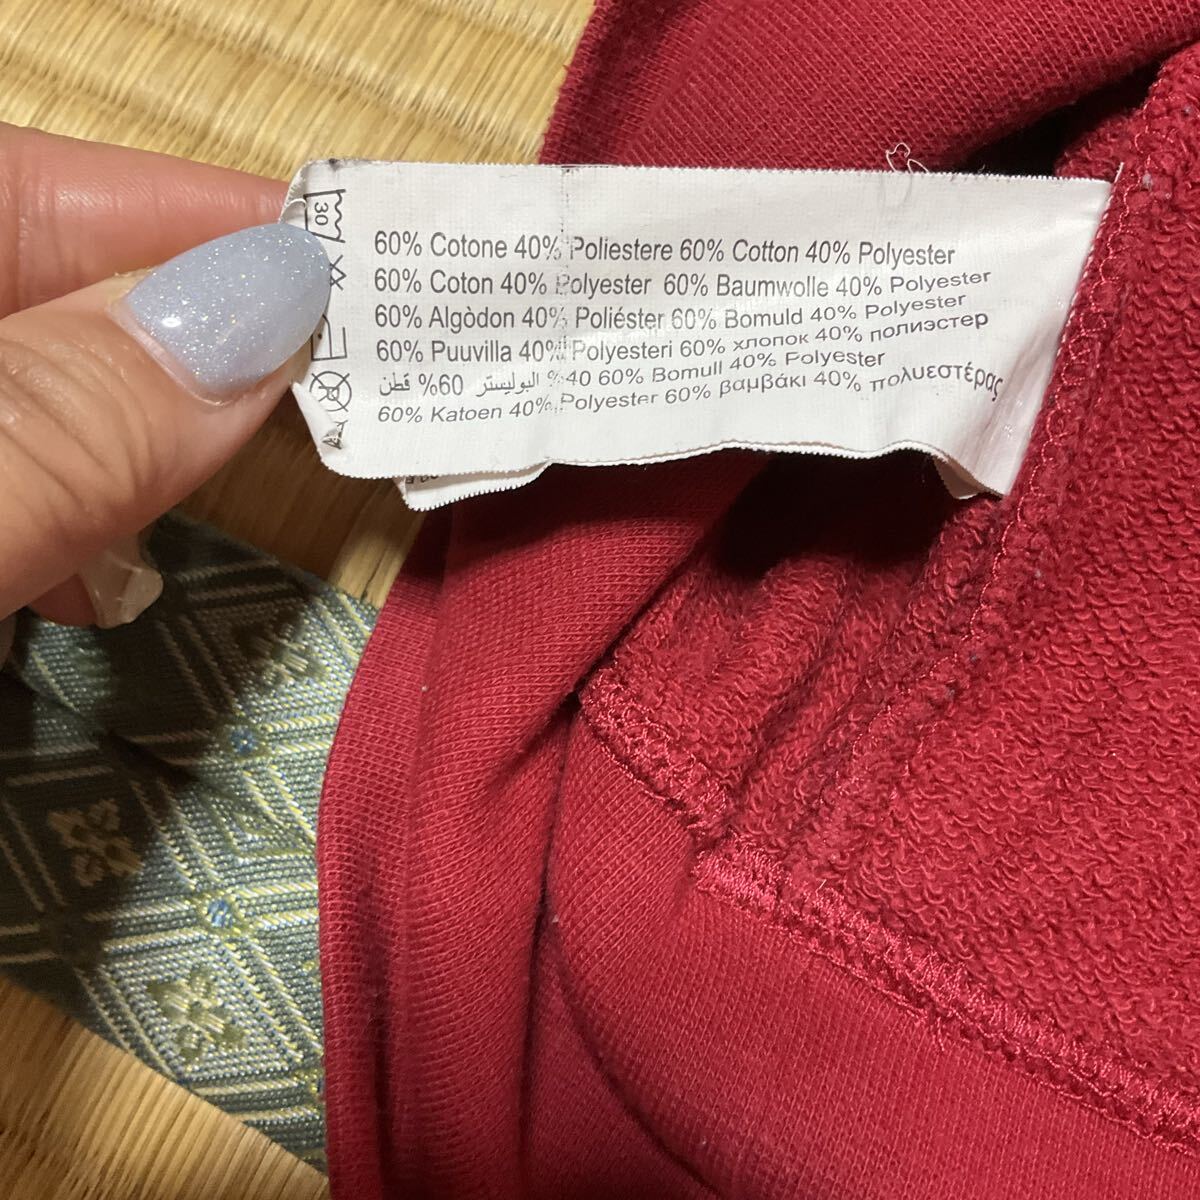 30
60% Cotone 40% Poliestere 60% Cotton 40% Polyester
60% Coton 40% Polyester 60% Baumwolle 40% Polyester
60% Algòdon 40% Poliéster 60% Bomuld 40% Polyester
60% Puuvilla 40% Polyesteri 60% хлопок 40% полиэстер
قطن %60 البوليستر %40 60% Bomull 40% Polyester
60% Katoen 40% Polyester 60% βαμβάκι 40% πολυεστέρας